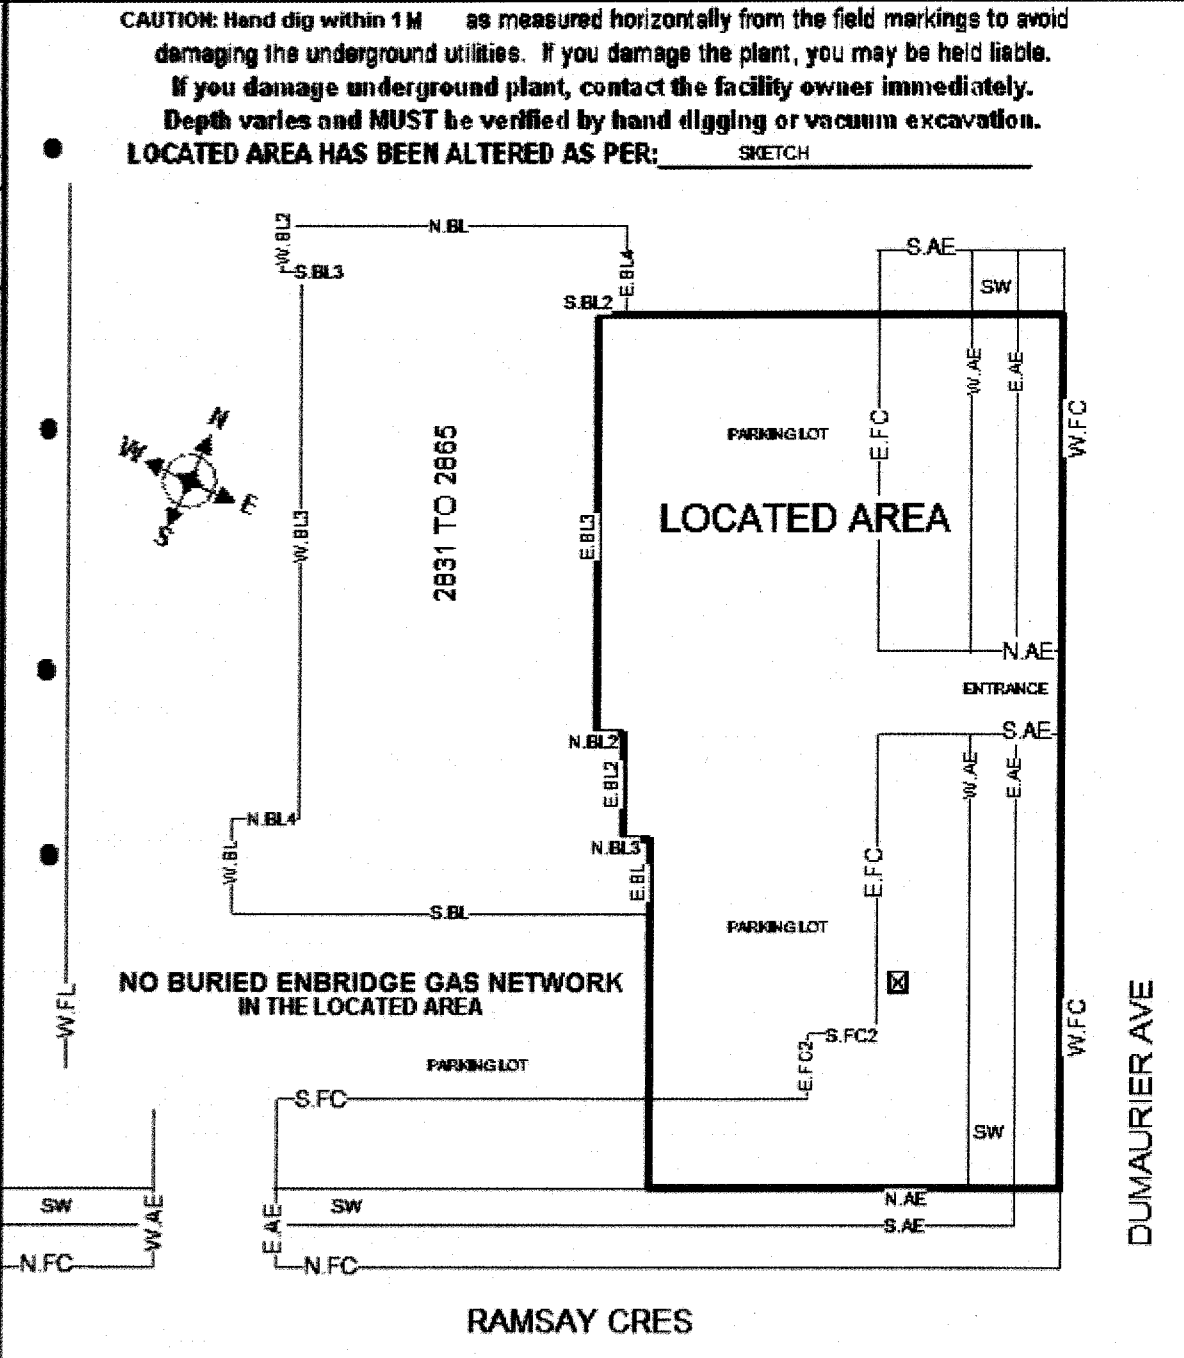 CAUTION: Hand dig within 1 M as measured horizontally from the field markings to avoid
damaging the underground utilities. If you damage the plant, you may be held liable.
If you damage underground plant, contact the facility owner immediately.
Depth varies and MUST be verified by hand digging or vacuum excavation.
LOCATED AREA HAS BEEN ALTERED AS PER: SKETCH
W.BL2
N.BL
S.BL3
E.BL4
S.BL2
S.AE
SW
W.AE
E.AE
W.FC
E.FC
PARKING LOT
N
W
E
S
2831 TO 2865
LOCATED AREA
W.BL3
E.BL3
N.AE
ENTRANCE
S.AE
N.BL2
E.BL2
W.AE
E.AE
N.BL4
N.BL3
W.BL
E.BL
E.FC
S.BL
PARKING LOT
NO BURIED ENBRIDGE GAS NETWORK
IN THE LOCATED AREA
W.FL
W.FC
S.FC2
E.FC2
PARKING LOT
S.FC
SW
DUMAURIER AVE
SW
W.AE
E.AE
SW
N.AE
S.AE
N.FC
N.FC
RAMSAY CRES